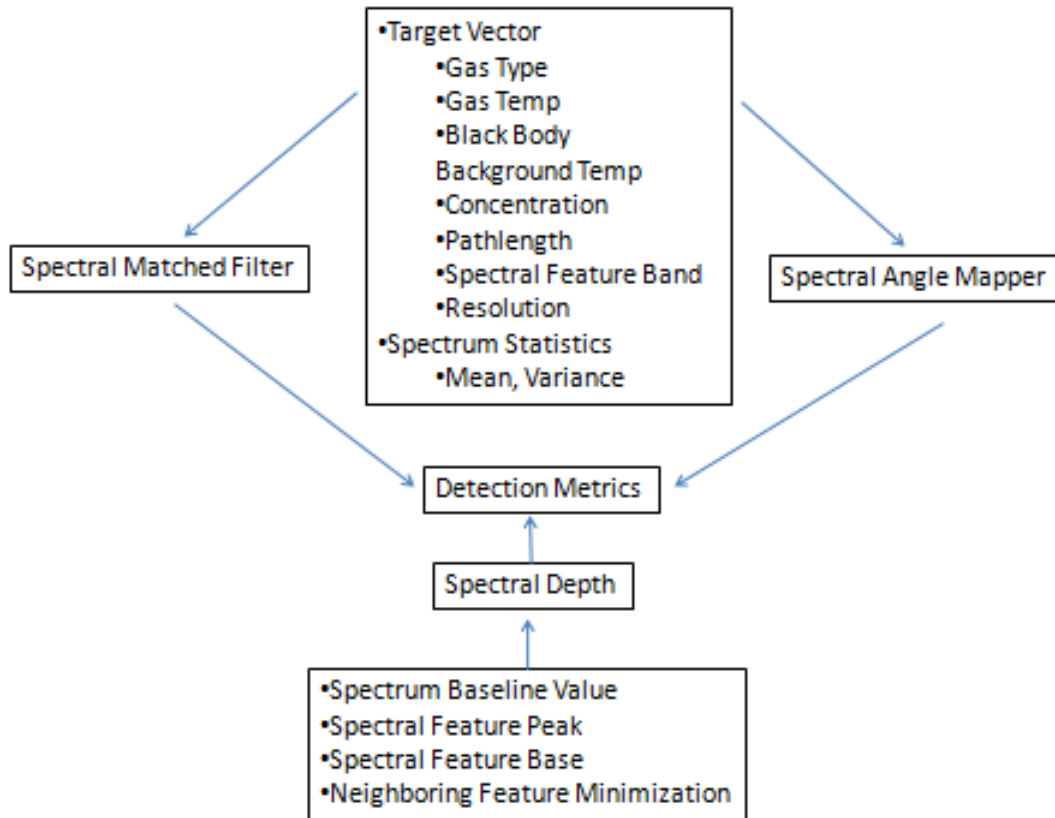 •Target Vector
•Gas Type
•Gas Temp
•Black Body
Background Temp
•Concentration
•Pathlength
•Spectral Feature Band
•Resolution
•Spectrum Statistics
•Mean, Variance
Spectral Matched Filter
Spectral Angle Mapper
Detection Metrics
Spectral Depth
•Spectrum Baseline Value
•Spectral Feature Peak
•Spectral Feature Base
•Neighboring Feature Minimization